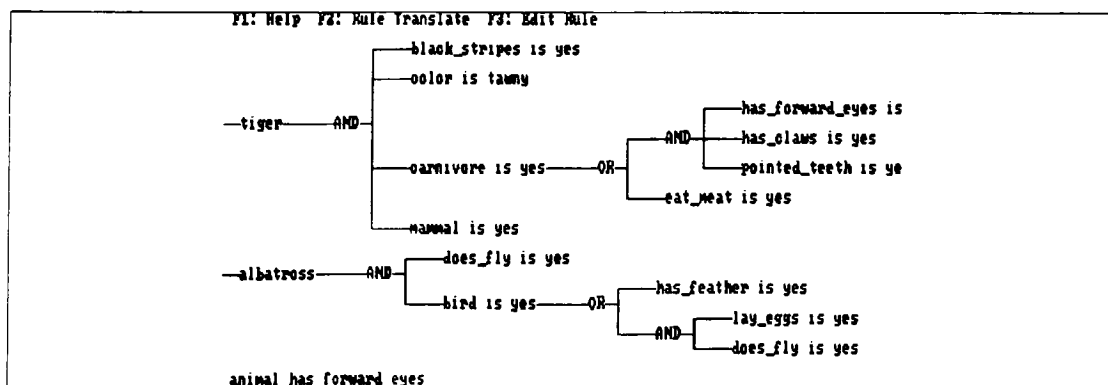 F1: Help F2: Rule Translate F3: Edit Rule
black_stripes is yes
color is tawny
has_forward_eyes is
tiger AND AND has_claws is yes
carnivore is yes OR pointed_teeth is ye
eat_meat is yes
mammal is yes
does_fly is yes
albatross AND
has_feather is yes
bird is yes OR
lay_eggs is yes
AND
does_fly is yes
animal has forward eyes